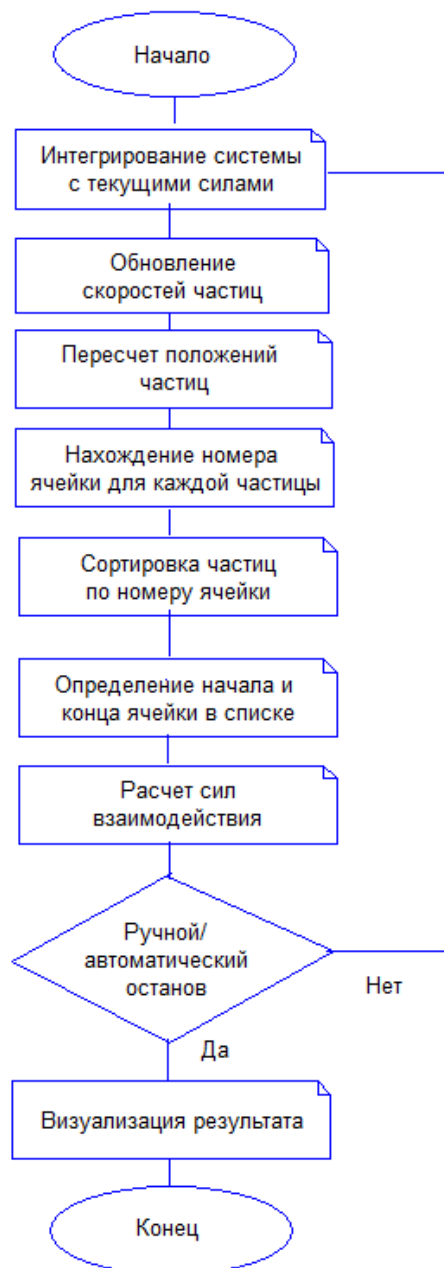 Начало
Интегрирование системы
с текущими силами
Обновление
скоростей частиц
Пересчет положений
частиц
Нахождение номера
ячейки для каждой частицы
Сортировка частиц
по номеру ячейки
Определение начала и
конца ячейки в списке
Расчет сил
взаимодействия
Ручной/
автоматический
останов
Нет
Да
Визуализация результата
Конец